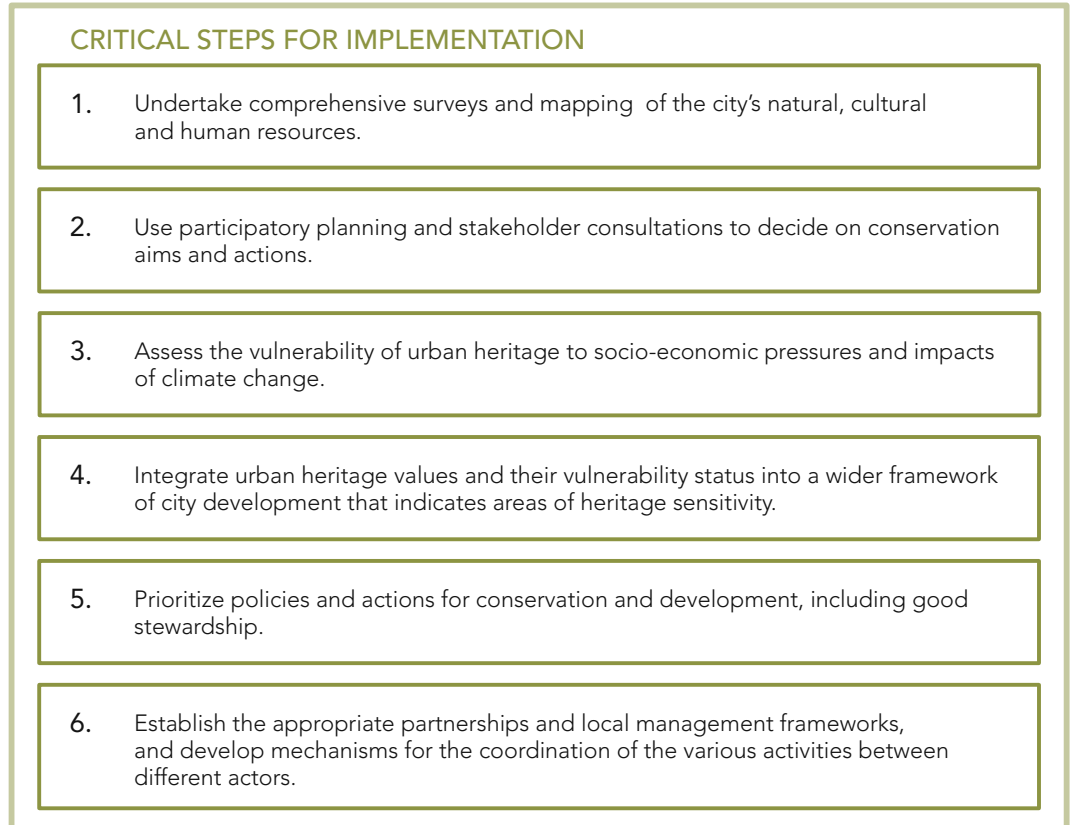 CRITICAL STEPS FOR IMPLEMENTATION
1. Undertake comprehensive surveys and mapping of the city's natural, cultural
and human resources.
2. Use participatory planning and stakeholder consultations to decide on conservation
aims and actions.
3. Assess the vulnerability of urban heritage to socio-economic pressures and impacts
of climate change.
4. Integrate urban heritage values and their vulnerability status into a wider framework
of city development that indicates areas of heritage sensitivity.
5. Prioritize policies and actions for conservation and development, including good
stewardship.
6. Establish the appropriate partnerships and local management frameworks,
and develop mechanisms for the coordination of the various activities between
different actors.